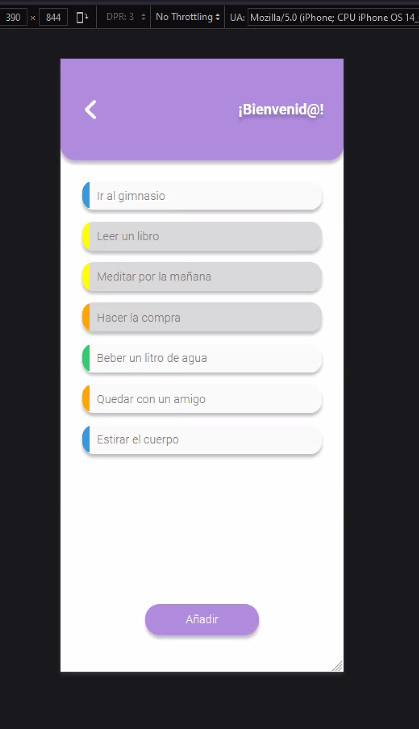 390 × 844 DPR: 3 No Throttling UA: Mozilla/5.0 (iPhone; CPU iPhone OS 14_
¡Bienvenid@!
Ir al gimnasio
Leer un libro
Meditar por la mañana
Hacer la compra
Beber un litro de agua
Quedar con un amigo
Estirar el cuerpo
Añadir